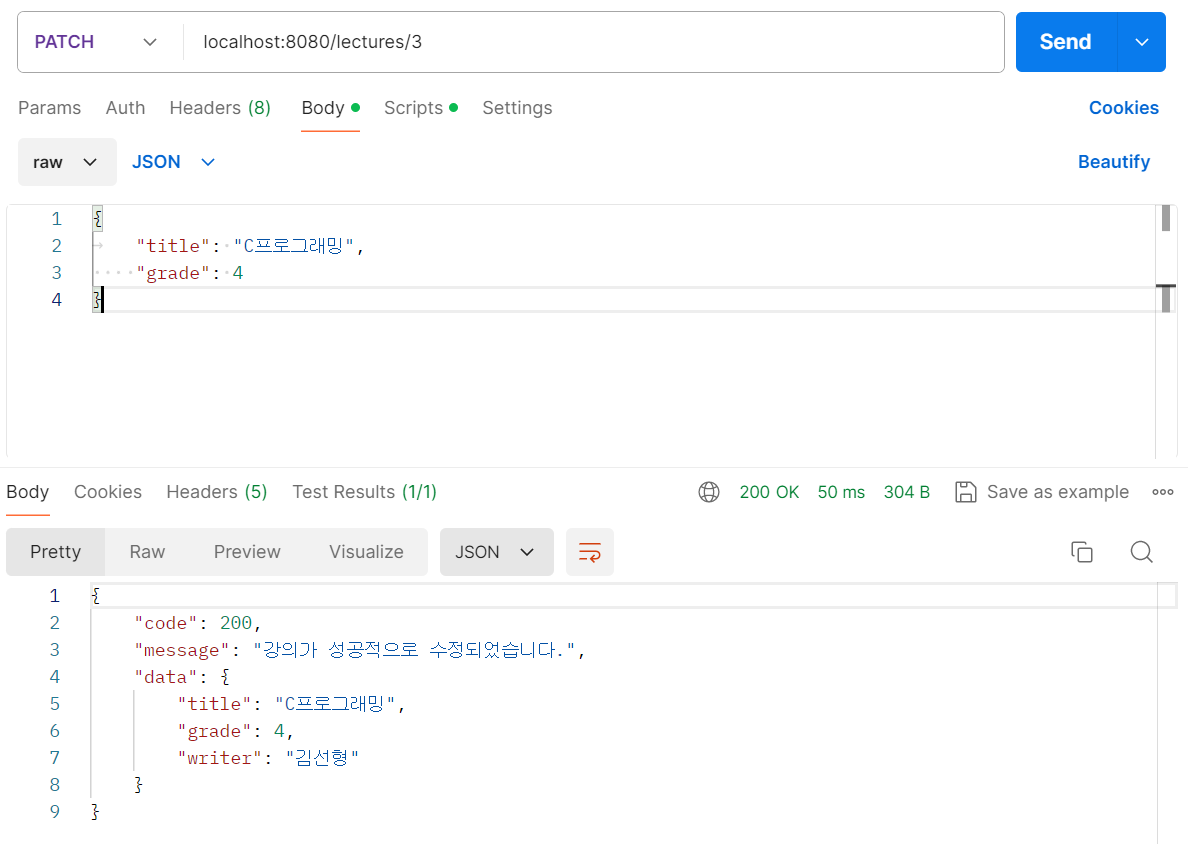 PATCH localhost:8080/lectures/3 Send
Params Auth Headers (8) Body Scripts Settings Cookies
raw JSON Beautify
1 {
2 "title": "C프로그래밍",
3 "grade": 4
4 }
Body Cookies Headers (5) Test Results (1/1) 200 OK 50 ms 304 B Save as example
Pretty Raw Preview Visualize JSON
1 {
2 "code": 200,
3 "message": "강의가 성공적으로 수정되었습니다.",
4 "data": {
5 "title": "C프로그래밍",
6 "grade": 4,
7 "writer": "김선형"
8 }
9 }